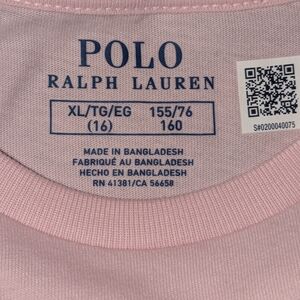 POLO
RALPH LAUREN
XL/TG/EG 155/76
(16) 160
MADE IN BANGLADESH
FABRIQUÉ AU BANGLADESH
HECHO EN BANGLADESH
RN 41381/CA 56658
S#0200040075